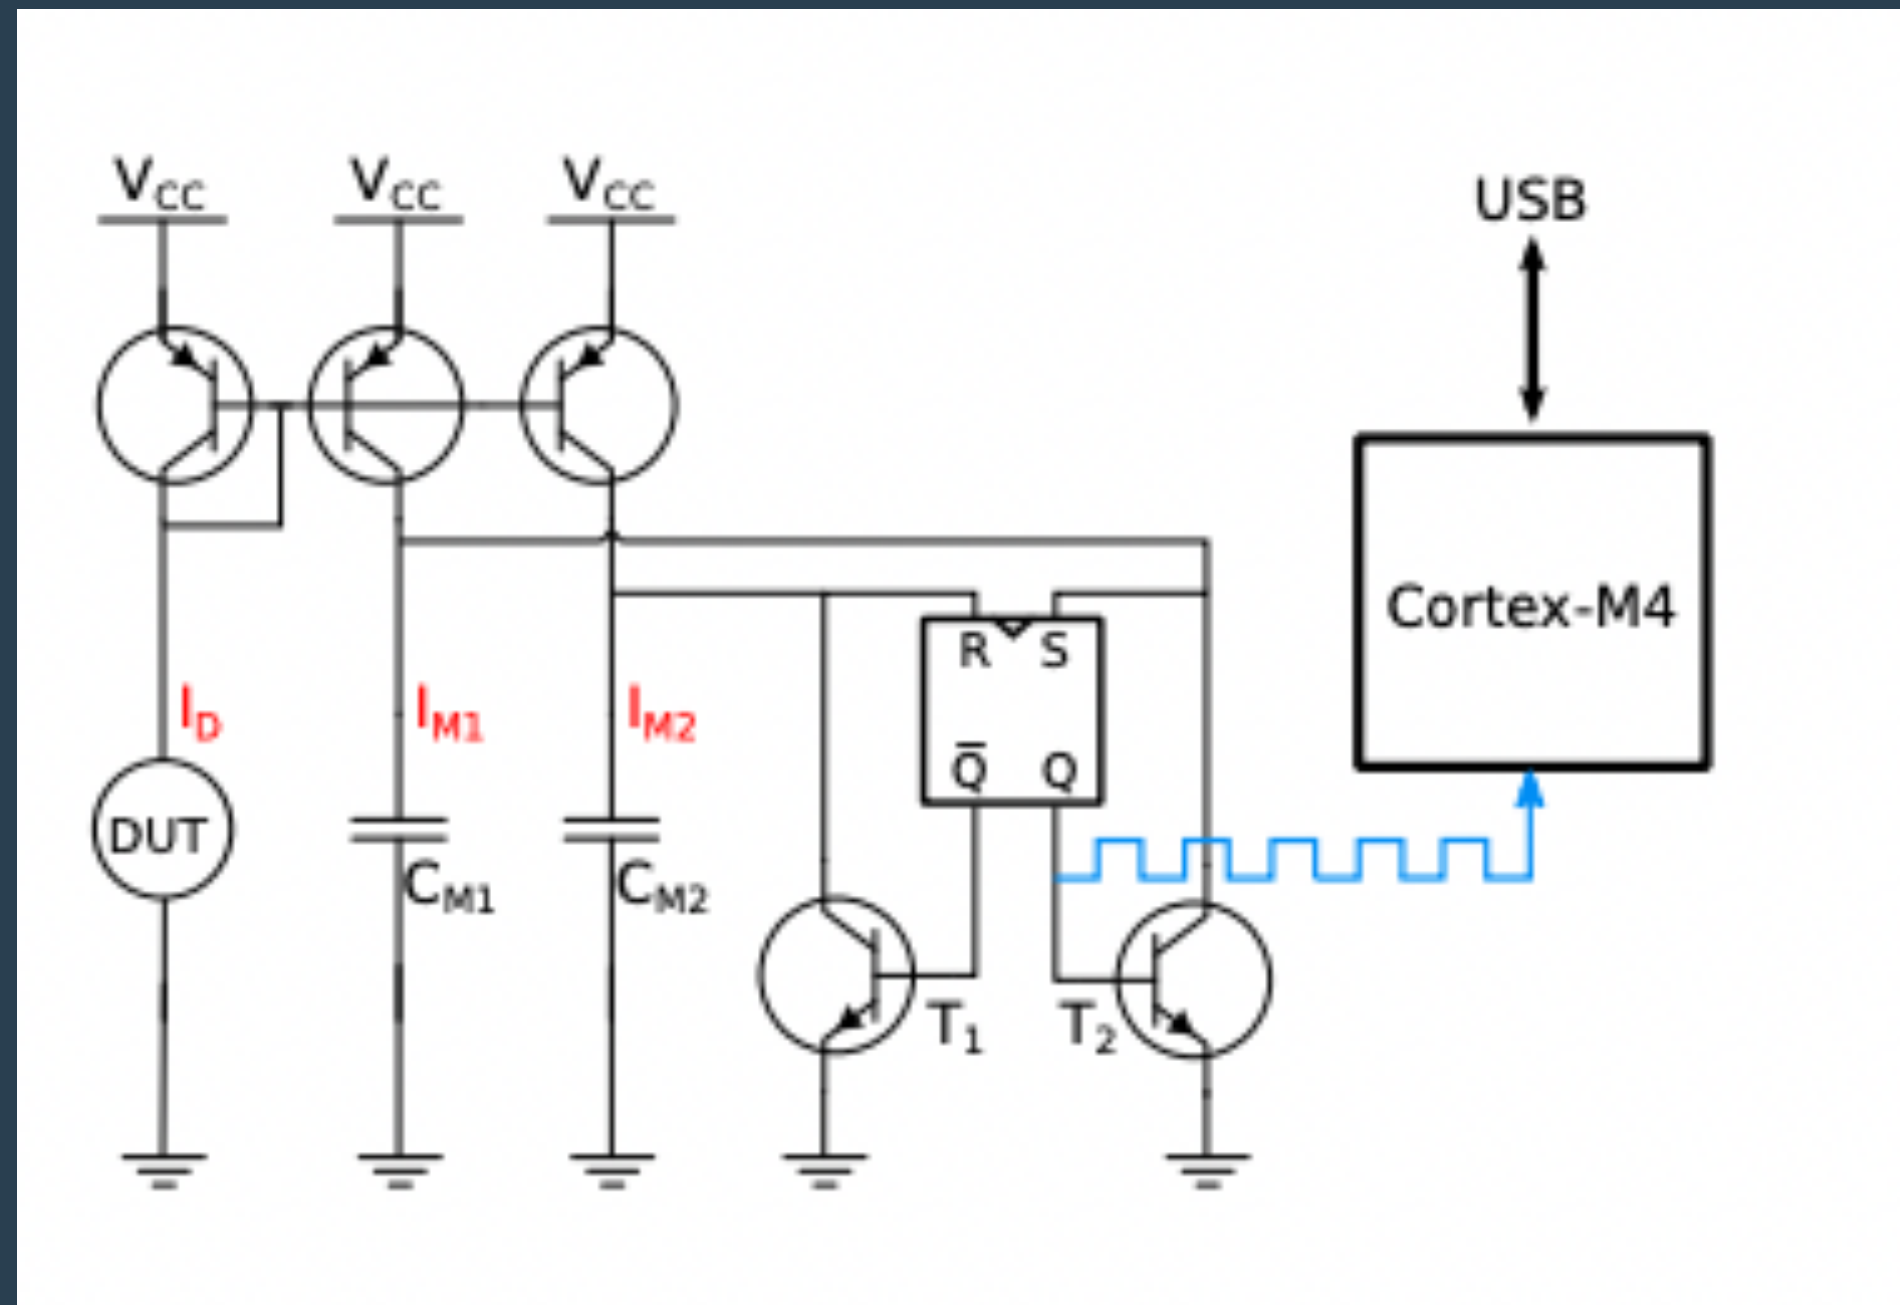 VCC VCC VCC
USB
Cortex-M4
R S
Q̅ Q
ID IM1 IM2
DUT
CM1 CM2
T1 T2